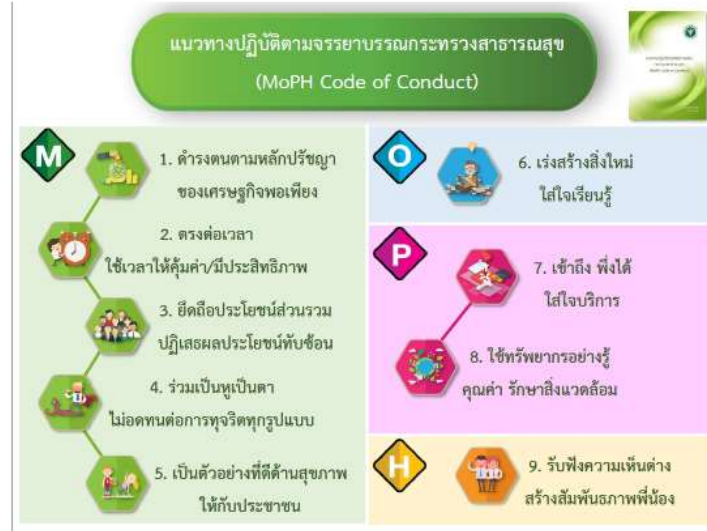 แนวทางปฏิบัติตามจรรยาบรรณกระทรวงสาธารณสุข
(MoPH Code of Conduct)
M
1. ดำรงตนตามหลักปรัชญา
ของเศรษฐกิจพอเพียง
2. ตรงต่อเวลา
ใช้เวลาให้คุ้มค่า/มีประสิทธิภาพ
3. ยึดถือประโยชน์ส่วนรวม
ปฏิเสธผลประโยชน์ทับซ้อน
4. ร่วมเป็นหูเป็นตา
ไม่อดทนต่อการทุจริตทุกรูปแบบ
5. เป็นตัวอย่างที่ดีด้านสุขภาพ
ให้กับประชาชน
O
6. เร่งสร้างสิ่งใหม่
ใส่ใจเรียนรู้
P
7. เข้าถึง พึ่งได้
ใส่ใจบริการ
8. ใช้ทรัพยากรอย่างรู้
คุณค่า รักษาสิ่งแวดล้อม
H
9. รับฟังความเห็นต่าง
สร้างสัมพันธภาพพี่น้อง